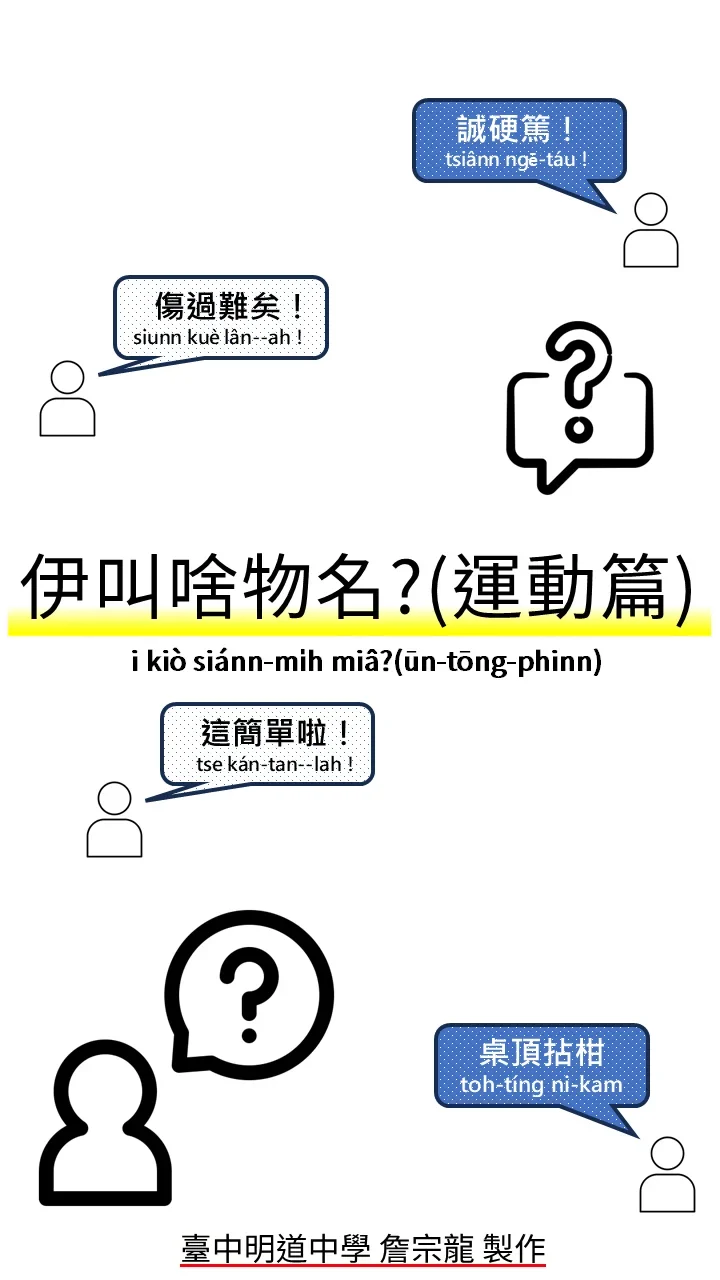 誠硬篤！
tsiânn ngē-táu !
傷過難矣！
siunn kuè lân--ah !
伊叫啥物名?(運動篇)
i kiò siánn-mih miâ?(ūn-tōng-phinn)
這簡單啦！
tse kán-tan--lah !
桌頂拈柑
toh-tíng ni-kam
臺中明道中學 詹宗龍 製作